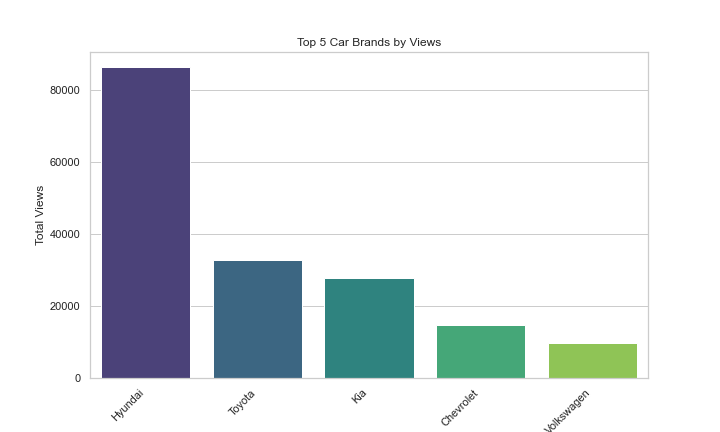 Top 5 Car Brands by Views
Total Views
80000
60000
40000
20000
0
Hyundai
Toyota
Kia
Chevrolet
Volkswagen